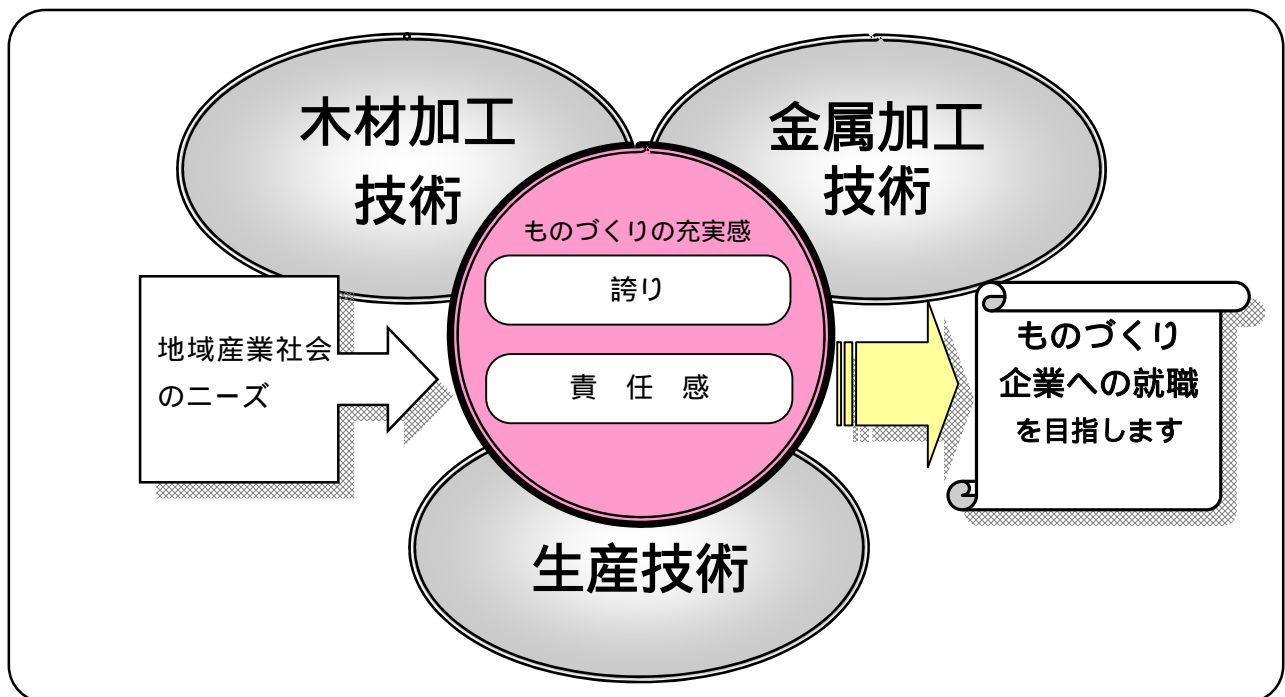 木材加工
技術
金属加工
技術
ものづくりの充実感
誇り
責　任　感
地域産業社会
のニーズ
ものづくり
企業への就職
を目指します
生産技術